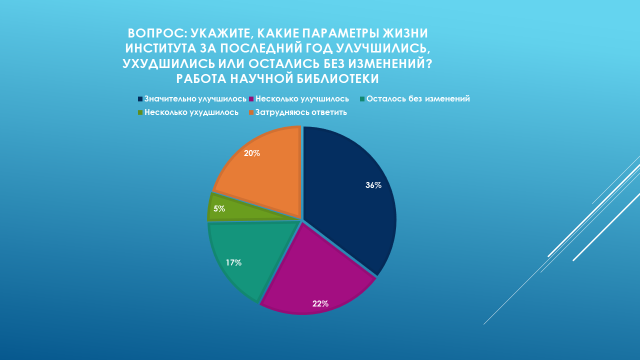 ВОПРОС: УКАЖИТЕ, КАКИЕ ПАРАМЕТРЫ ЖИЗНИ
ИНСТИТУТА ЗА ПОСЛЕДНИЙ ГОД УЛУЧШИЛИСЬ,
УХУДШИЛИСЬ ИЛИ ОСТАЛИСЬ БЕЗ ИЗМЕНЕНИЙ?
РАБОТА НАУЧНОЙ БИБЛИОТЕКИ
Значительно улучшилось Несколько улучшилось Осталось без изменений
Несколько ухудшилось Затрудняюсь ответить
20%
36%
5%
17%
22%